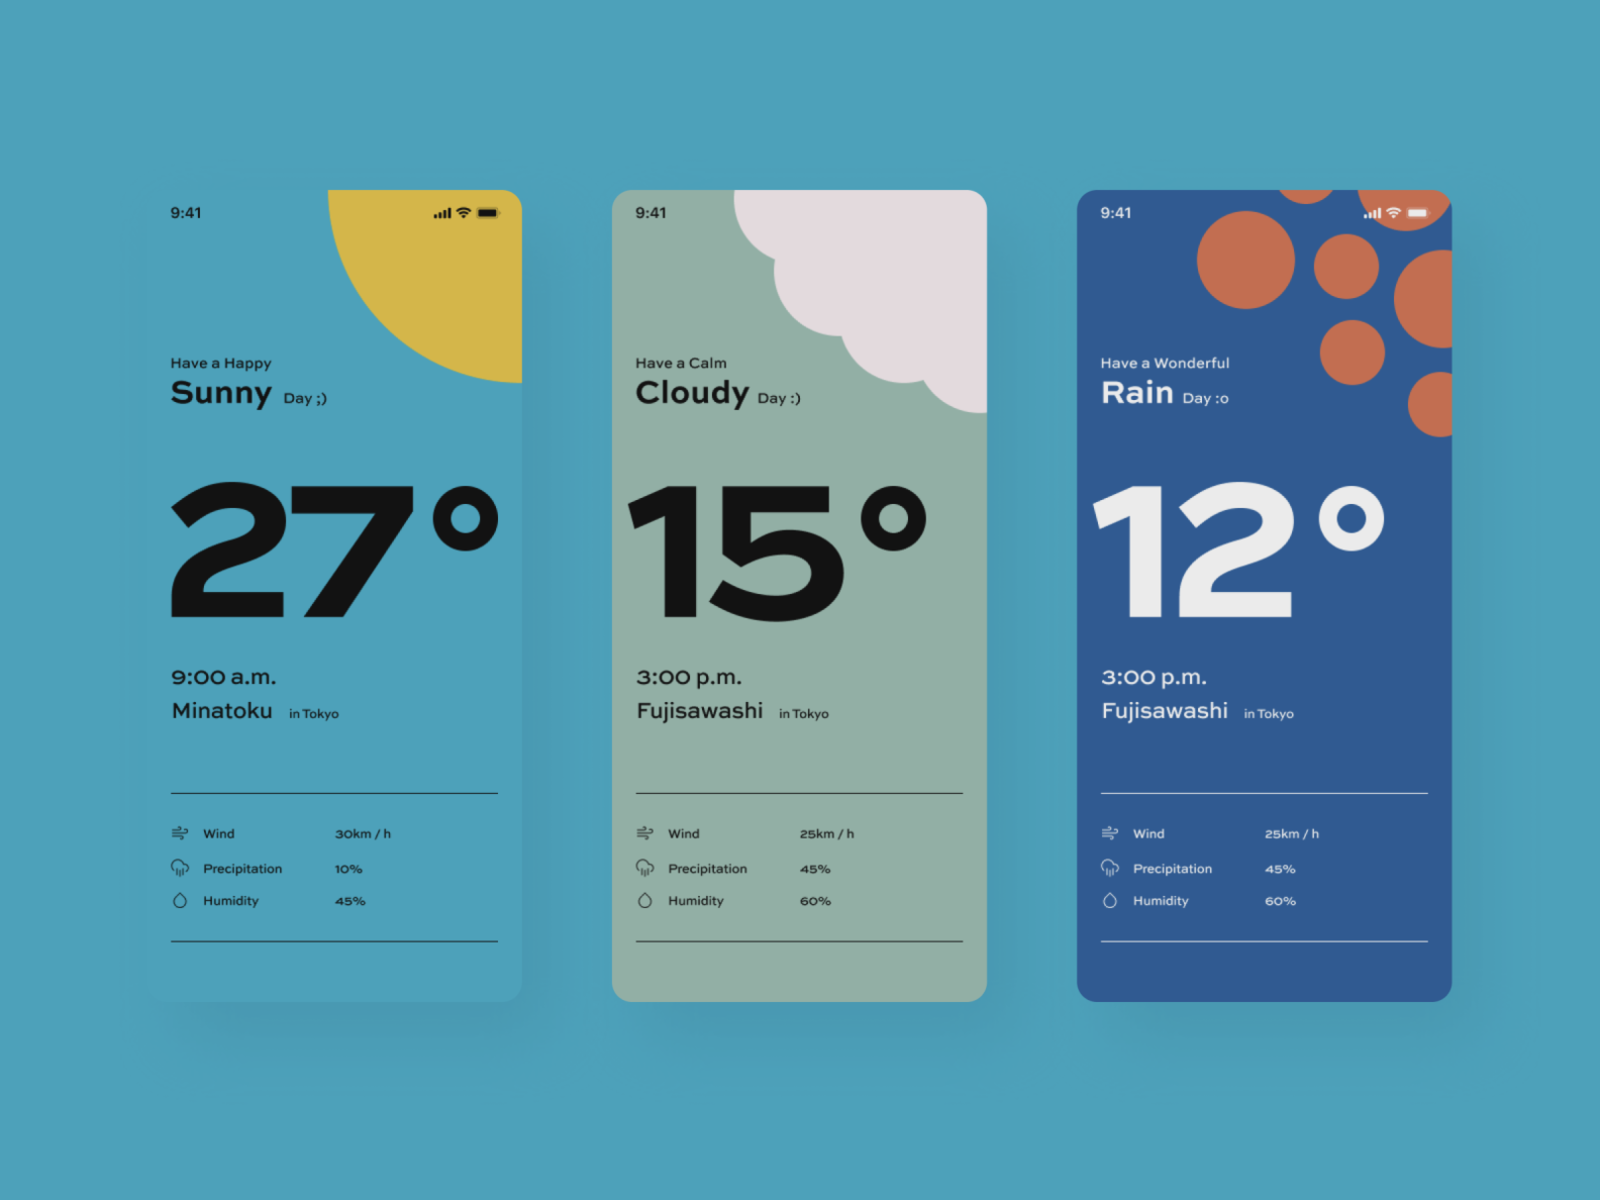 9:41
Have a Happy
Sunny Day ;)
27°
9:00 a.m.
Minatoku in Tokyo
Wind 30km / h
Precipitation 10%
Humidity 45%
9:41
Have a Calm
Cloudy Day :)
15°
3:00 p.m.
Fujisawashi in Tokyo
Wind 25km / h
Precipitation 45%
Humidity 60%
9:41
Have a Wonderful
Rain Day :o
12°
3:00 p.m.
Fujisawashi in Tokyo
Wind 25km / h
Precipitation 45%
Humidity 60%